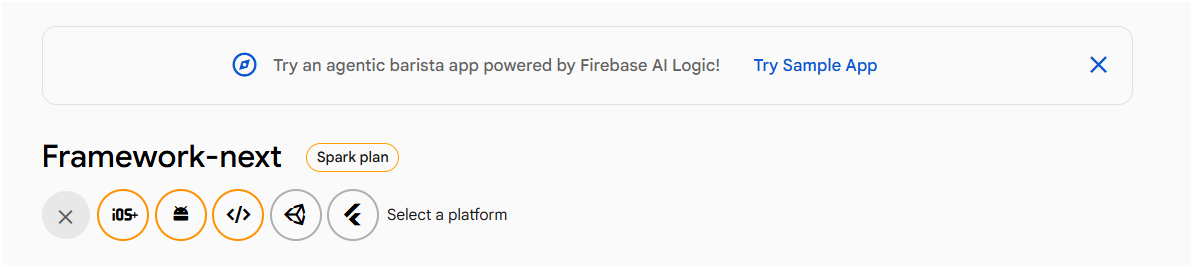 Try an agentic barista app powered by Firebase AI Logic! Try Sample App
Framework-next Spark plan
iOS+ </> Select a platform